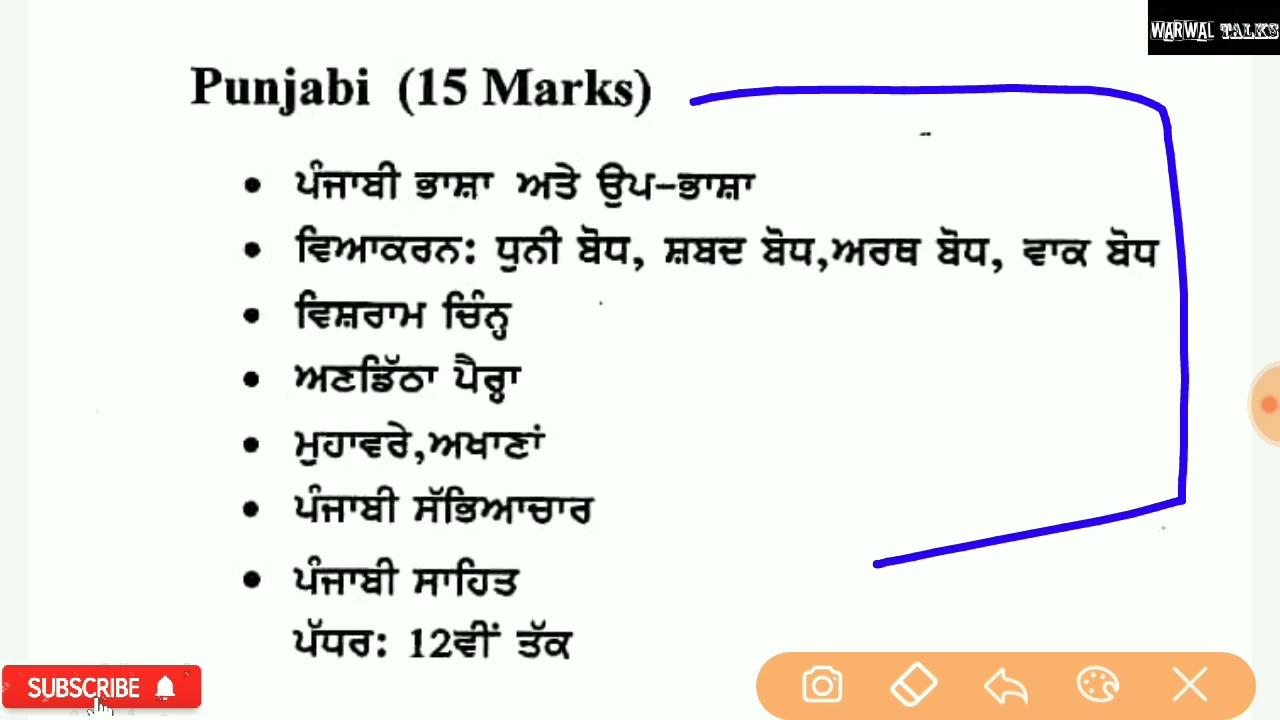 WARWAL TALKS
Punjabi (15 Marks)
• ਪੰਜਾਬੀ ਭਾਸ਼ਾ ਅਤੇ ਉਪ-ਭਾਸ਼ਾ
• ਵਿਆਕਰਨ: ਧੁਨੀ ਬੋਧ, ਸ਼ਬਦ ਬੋਧ,ਅਰਥ ਬੋਧ, ਵਾਕ ਬੋਧ
• ਵਿਸ਼ਰਾਮ ਚਿੰਨ੍ਹ
• ਅਣਡਿੱਠਾ ਪੈਰ੍ਹਾ
• ਮੁਹਾਵਰੇ,ਅਖਾਣਾਂ
• ਪੰਜਾਬੀ ਸੱਭਿਆਚਾਰ
• ਪੰਜਾਬੀ ਸਾਹਿਤ
ਪੱਧਰ: 12ਵੀਂ ਤੱਕ
SUBSCRIBE